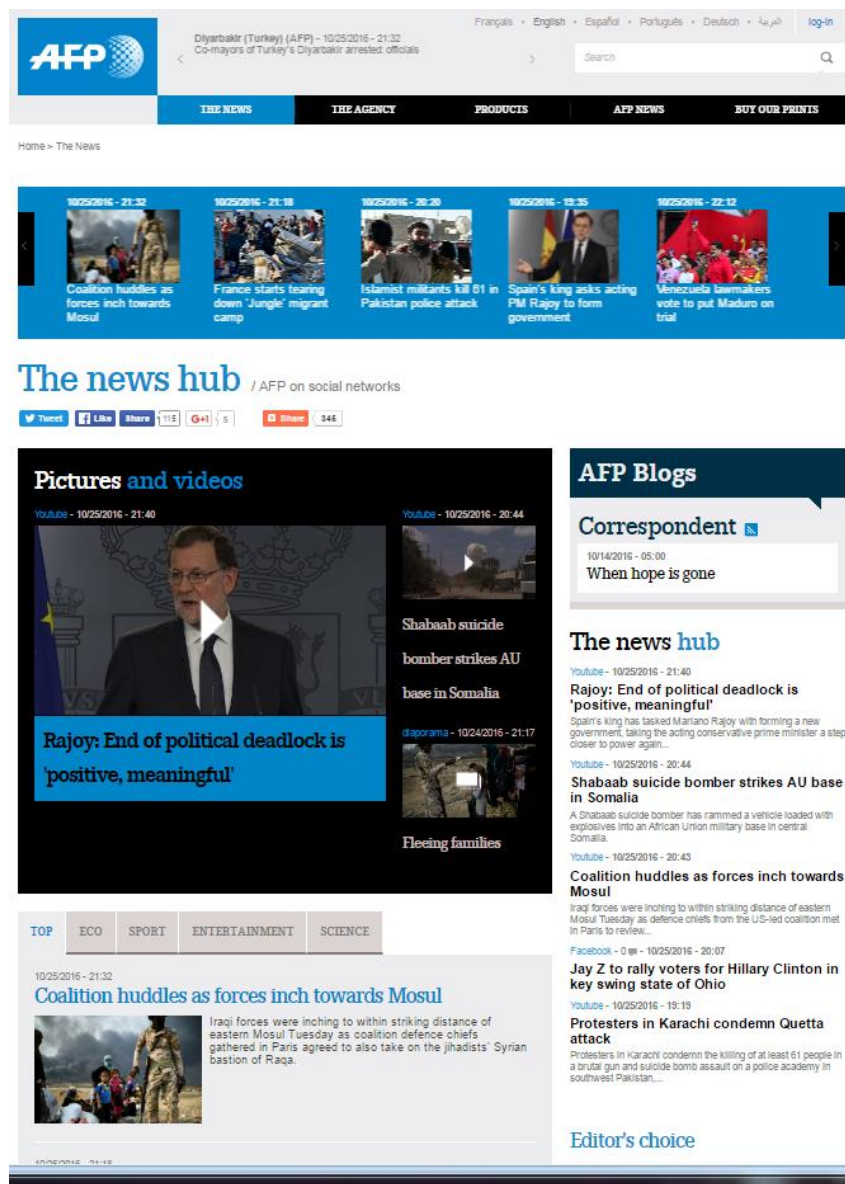 Français • English • Español • Português • Deutsch • العربية log-in
AFP
Diyarbakir (Turkey) (AFP) - 10/25/2016 - 21:32
Co-mayors of Turkey's Diyarbakir arrested: officials
Search
THE NEWS THE AGENCY PRODUCTS AFP NEWS BUY OUR PRINTS
Home » The News
10/25/2016 - 21:32
Coalition huddles as
forces inch towards
Mosul
10/25/2016 - 21:18
France starts tearing
down 'Jungle' migrant
camp
10/25/2016 - 20:20
Islamist militants kill 61 in
Pakistan police attack
10/25/2016 - 19:35
Spain's king asks acting
PM Rajoy to form
government
10/25/2016 - 22:12
Venezuela lawmakers
vote to put Maduro on
trial
The news hub / AFP on social networks
Tweet Like Share 115 G+1 5 Share 346
Pictures and videos
Youtube - 10/25/2016 - 21:40
Rajoy: End of political deadlock is
'positive, meaningful'
Youtube - 10/25/2016 - 20:44
Shabaab suicide
bomber strikes AU
base in Somalia
diaporama - 10/24/2016 - 21:17
Fleeing families
AFP Blogs
Correspondent
10/14/2016 - 05:00
When hope is gone
The news hub
Youtube - 10/25/2016 - 21:40
Rajoy: End of political deadlock is
'positive, meaningful'
Spain's king has tasked Mariano Rajoy with forming a new
government, taking the acting conservative prime minister a step
closer to power again...
Youtube - 10/25/2016 - 20:44
Shabaab suicide bomber strikes AU base
in Somalia
A Shabaab suicide bomber has rammed a vehicle loaded with
explosives into an African Union military base in central
Somalia.
Youtube - 10/25/2016 - 20:43
Coalition huddles as forces inch towards
Mosul
Iraqi forces were inching to within striking distance of eastern
Mosul Tuesday as defence chiefs from the US-led coalition met
in Paris to review...
Facebook - 0 - 10/25/2016 - 20:07
Jay Z to rally voters for Hillary Clinton in
key swing state of Ohio
Youtube - 10/25/2016 - 19:19
Protesters in Karachi condemn Quetta
attack
Protesters in Karachi condemn the killing of at least 61 people in
a brutal gun and suicide bomb assault on a police academy in
southwest Pakistan,...
Editor's choice
TOP ECO SPORT ENTERTAINMENT SCIENCE
10/25/2016 - 21:32
Coalition huddles as forces inch towards Mosul
Iraqi forces were inching to within striking distance of
eastern Mosul Tuesday as coalition defence chiefs
gathered in Paris agreed to also take on the jihadists' Syrian
bastion of Raqa.
10/25/2016 - 21:18